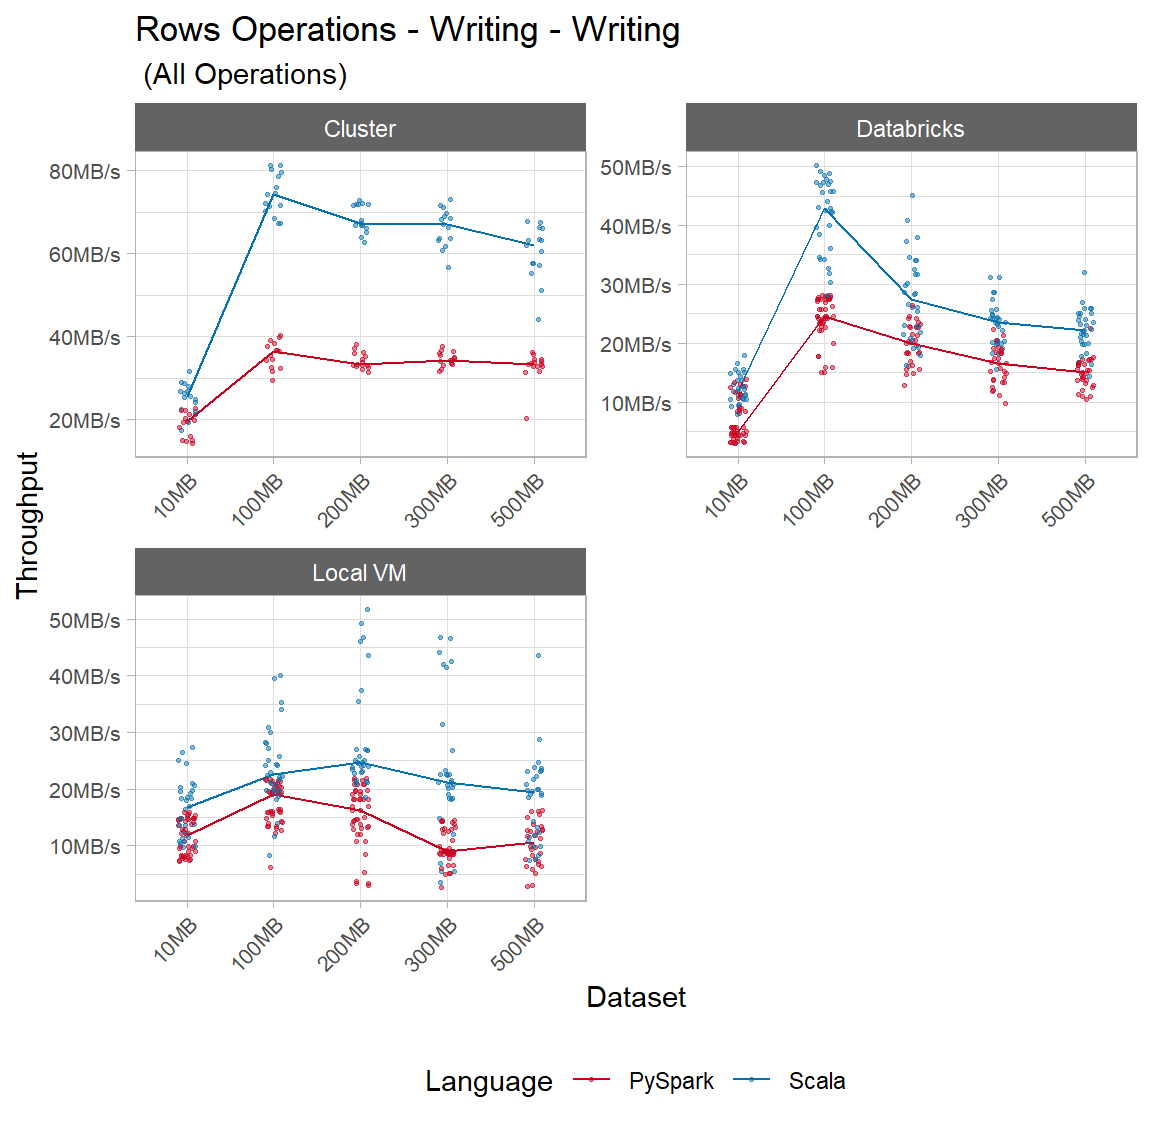 Rows Operations - Writing - Writing
(All Operations)
Cluster
Databricks
80MB/s
60MB/s
40MB/s
20MB/s
50MB/s
40MB/s
30MB/s
20MB/s
10MB/s
10MB
100MB
200MB
300MB
500MB
10MB
100MB
200MB
300MB
500MB
Throughput
Local VM
50MB/s
40MB/s
30MB/s
20MB/s
10MB/s
10MB
100MB
200MB
300MB
500MB
Dataset
Language PySpark Scala